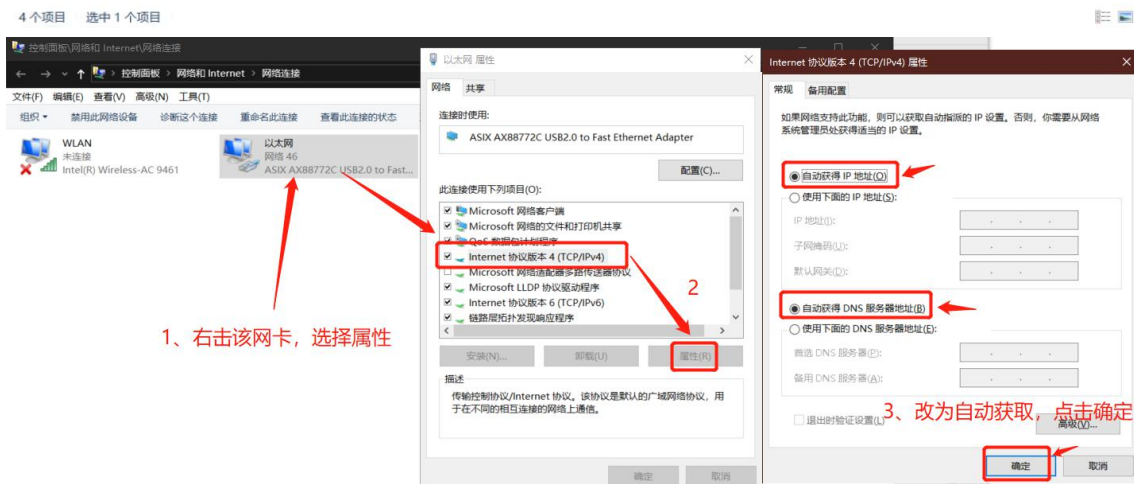 4 个项目 选中 1 个项目
控制面板\网络和 Internet\网络连接
控制面板 > 网络和 Internet > 网络连接
文件(F) 编辑(E) 查看(V) 高级(N) 工具(T)
组织 禁用此网络设备 诊断这个连接 重命名此连接 查看此连接的状态
WLAN
未连接
Intel(R) Wireless-AC 9461
以太网
网络 46
ASIX AX88772C USB2.0 to Fast...
1、右击该网卡，选择属性
以太网 属性
网络 共享
连接时使用:
ASIX AX88772C USB2.0 to Fast Ethernet Adapter
配置(C)...
此连接使用下列项目(O):
Microsoft 网络客户端
Microsoft 网络的文件和打印机共享
QoS 数据包计划程序
Internet 协议版本 4 (TCP/IPv4)
Microsoft 网络适配器多路传送器协议
Microsoft LLDP 协议驱动程序
Internet 协议版本 6 (TCP/IPv6)
链路层拓扑发现响应程序
2
安装(N)... 卸载(U) 属性(R)
描述
传输控制协议/Internet 协议。该协议是默认的广域网络协议，用
于在不同的相互连接的网络上通信。
确定 取消
Internet 协议版本 4 (TCP/IPv4) 属性
常规 备用配置
如果网络支持此功能，则可以获取自动指派的 IP 设置。否则，你需要从网络
系统管理员处获得适当的 IP 设置。
自动获得 IP 地址(O)
使用下面的 IP 地址(S):
IP 地址(I):
子网掩码(U):
默认网关(D):
自动获得 DNS 服务器地址(B)
使用下面的 DNS 服务器地址(E):
首选 DNS 服务器(P):
备用 DNS 服务器(A):
退出时验证设置(L)
3、改为自动获取，点击确定
高级(V)...
确定 取消